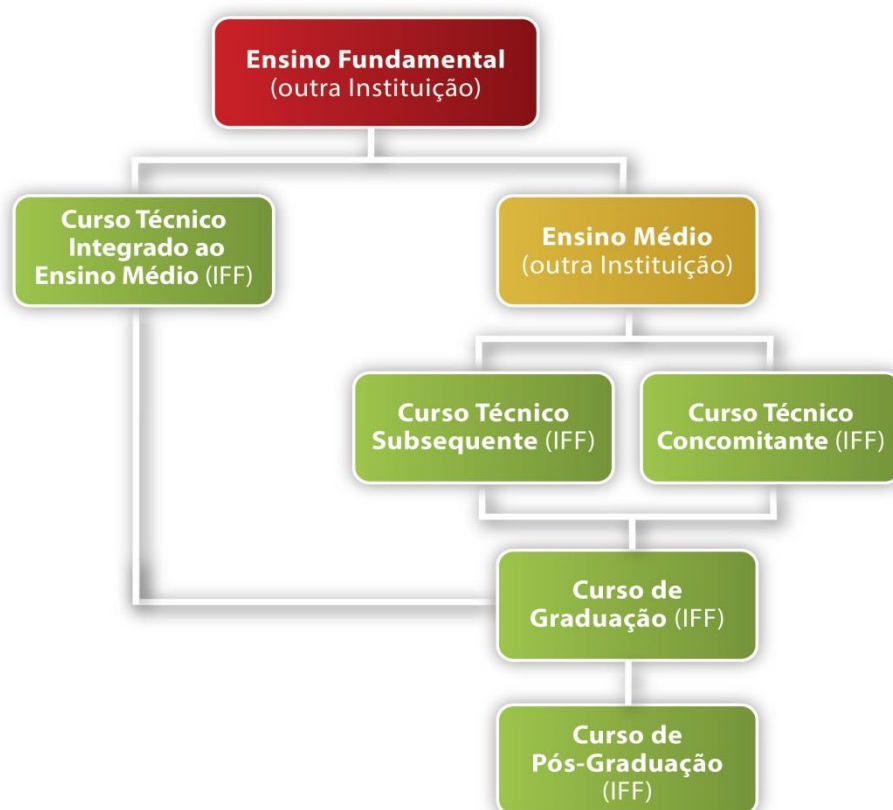 Ensino Fundamental
(outra Instituição)
Curso Técnico
Integrado ao
Ensino Médio (IFF)
Ensino Médio
(outra Instituição)
Curso Técnico
Subsequente (IFF)
Curso Técnico
Concomitante (IFF)
Curso de
Graduação (IFF)
Curso de
Pós-Graduação
(IFF)